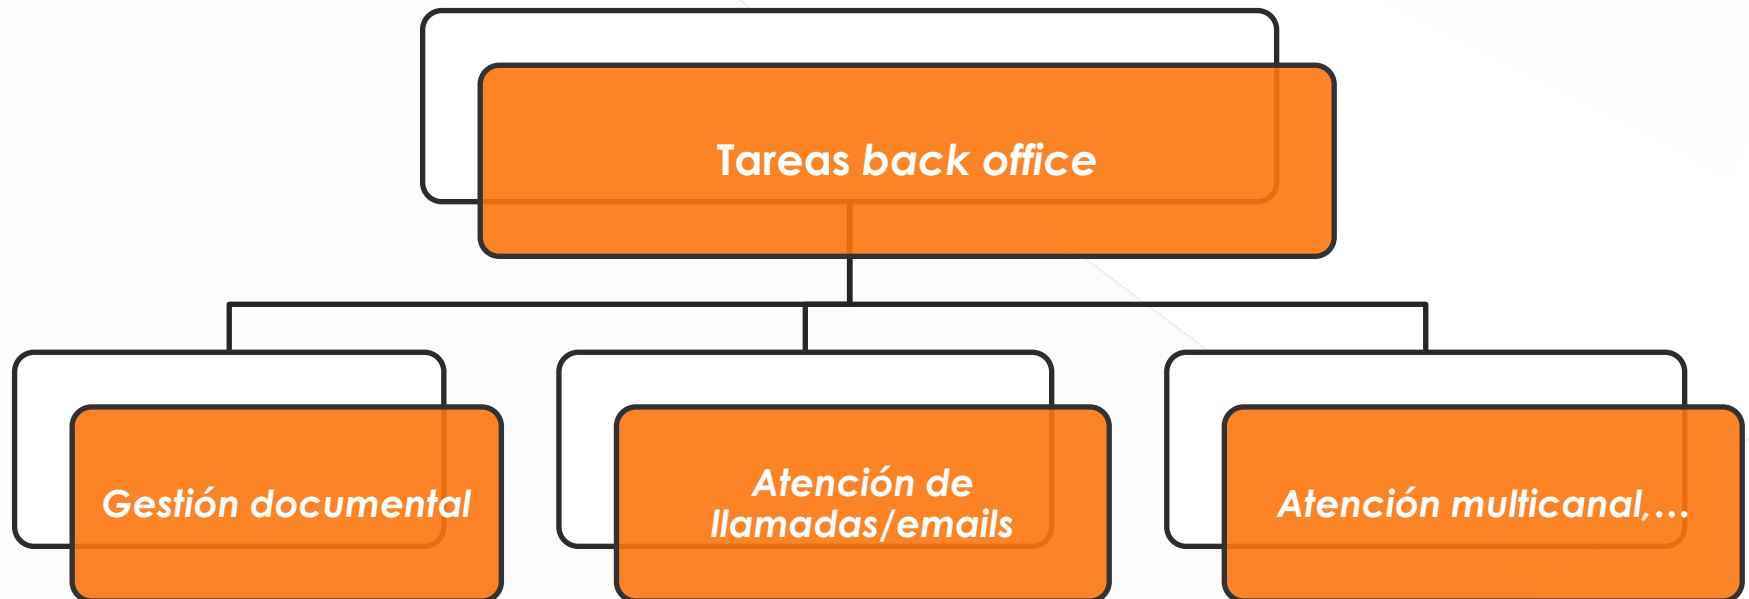 Tareas back office
Gestión documental
Atención de
llamadas/emails
Atención multicanal,...